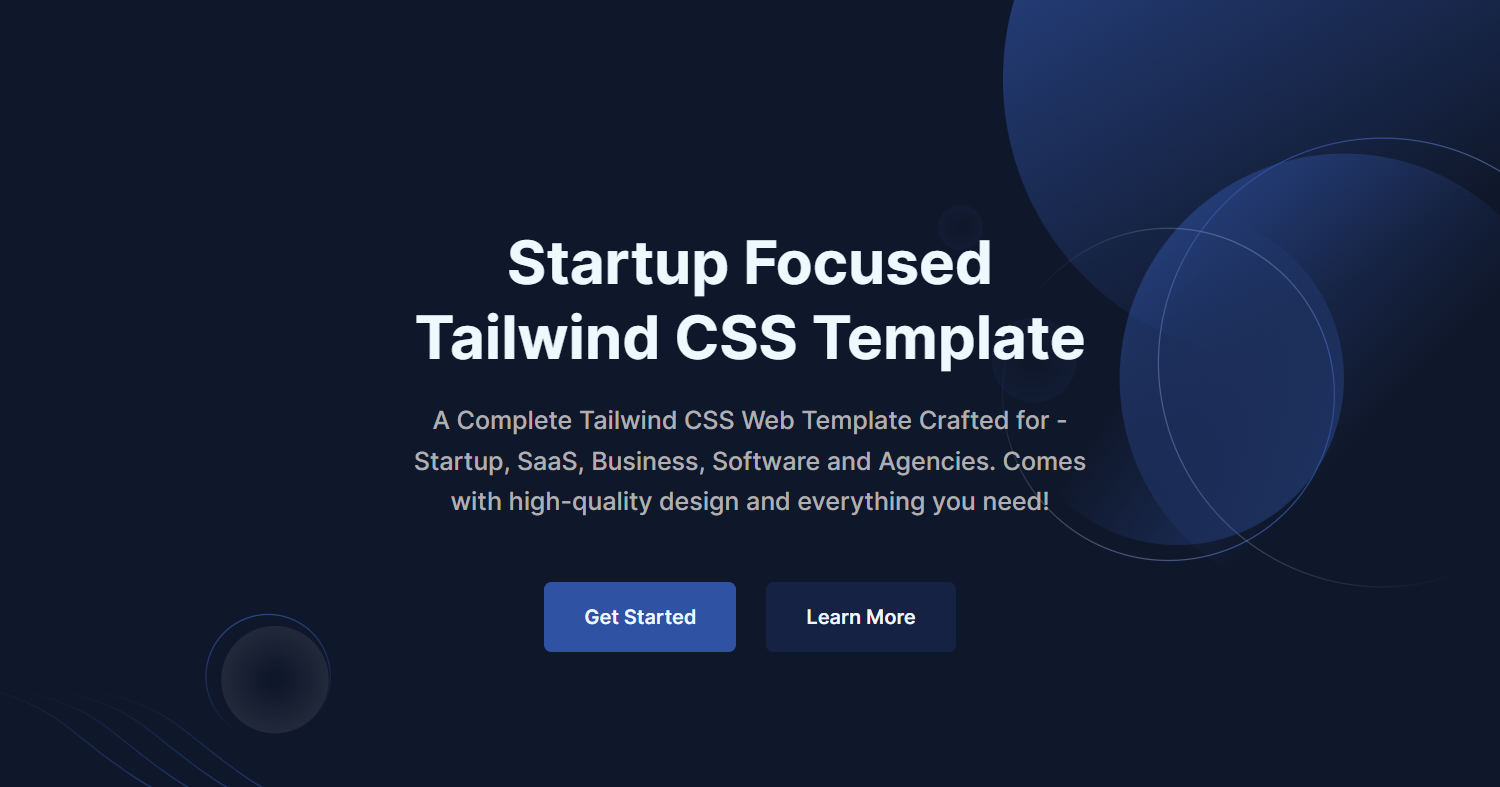 Startup Focused
Tailwind CSS Template
A Complete Tailwind CSS Web Template Crafted for -
Startup, SaaS, Business, Software and Agencies. Comes
with high-quality design and everything you need!
Get Started
Learn More